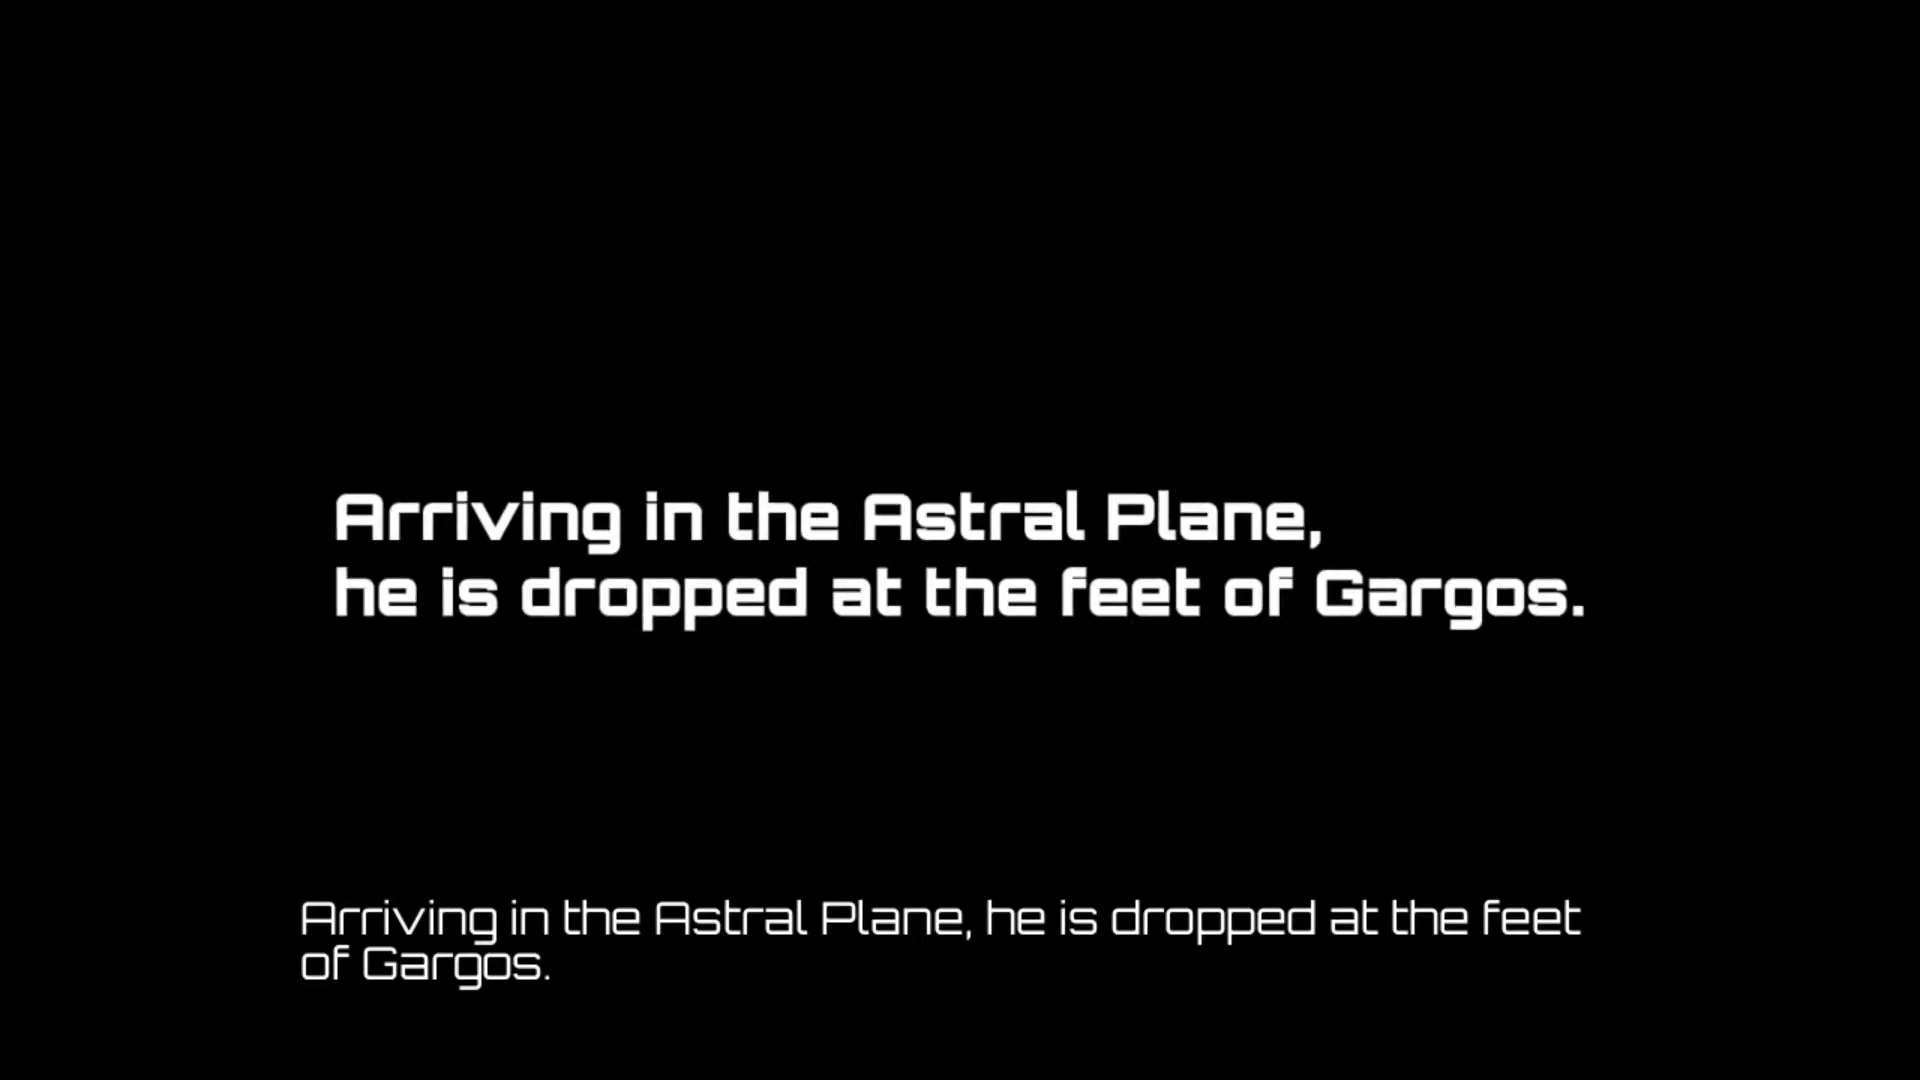 Arriving in the Astral Plane,
he is dropped at the feet of Gargos.
Arriving in the Astral Plane, he is dropped at the feet
of Gargos.